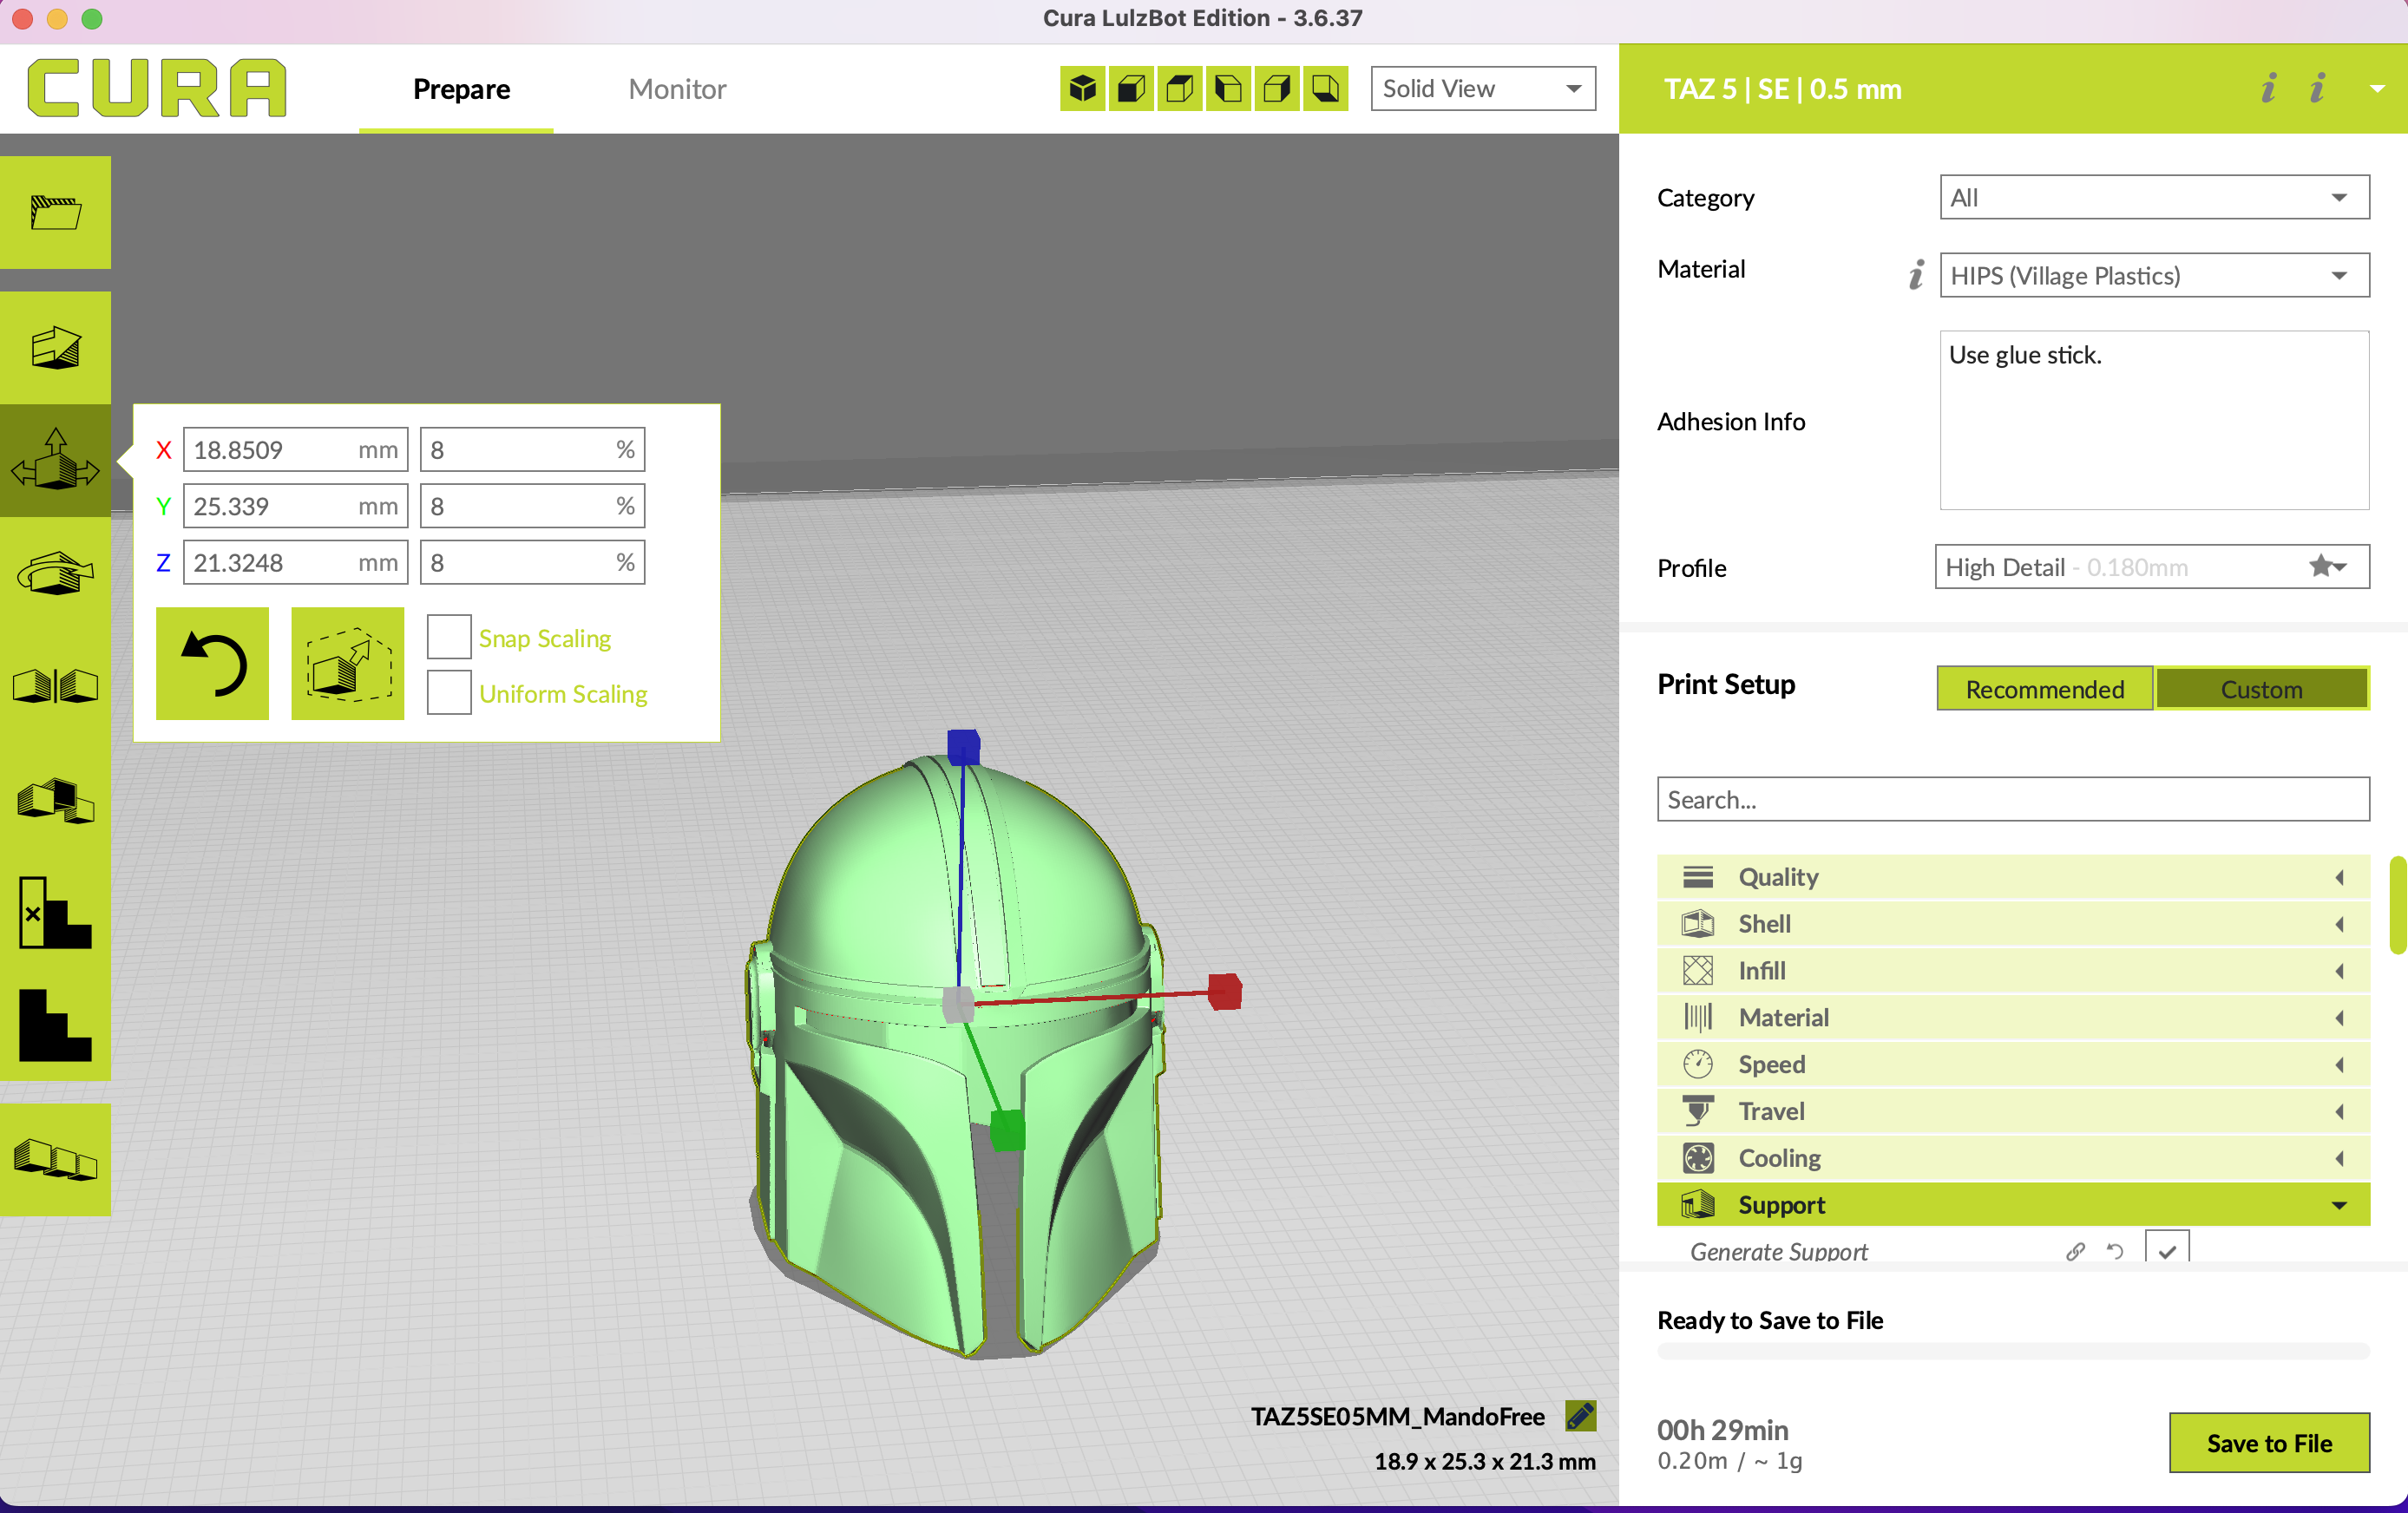 Cura LulzBot Edition - 3.6.37
CURA
Prepare
Monitor
Solid View
TAZ 5 | SE | 0.5 mm
i i
Category
All
Material
i
HIPS (Village Plastics)
Adhesion Info
Use glue stick.
Profile
High Detail - 0.180mm
X 18.8509 mm 8 %
Y 25.339 mm 8 %
Z 21.3248 mm 8 %
Snap Scaling
Uniform Scaling
Print Setup
Recommended
Custom
Search...
Quality
Shell
Infill
Material
Speed
Travel
Cooling
Support
Generate Support
Ready to Save to File
TAZ5SE05MM_MandoFree
18.9 x 25.3 x 21.3 mm
00h 29min
0.20m / ~ 1g
Save to File